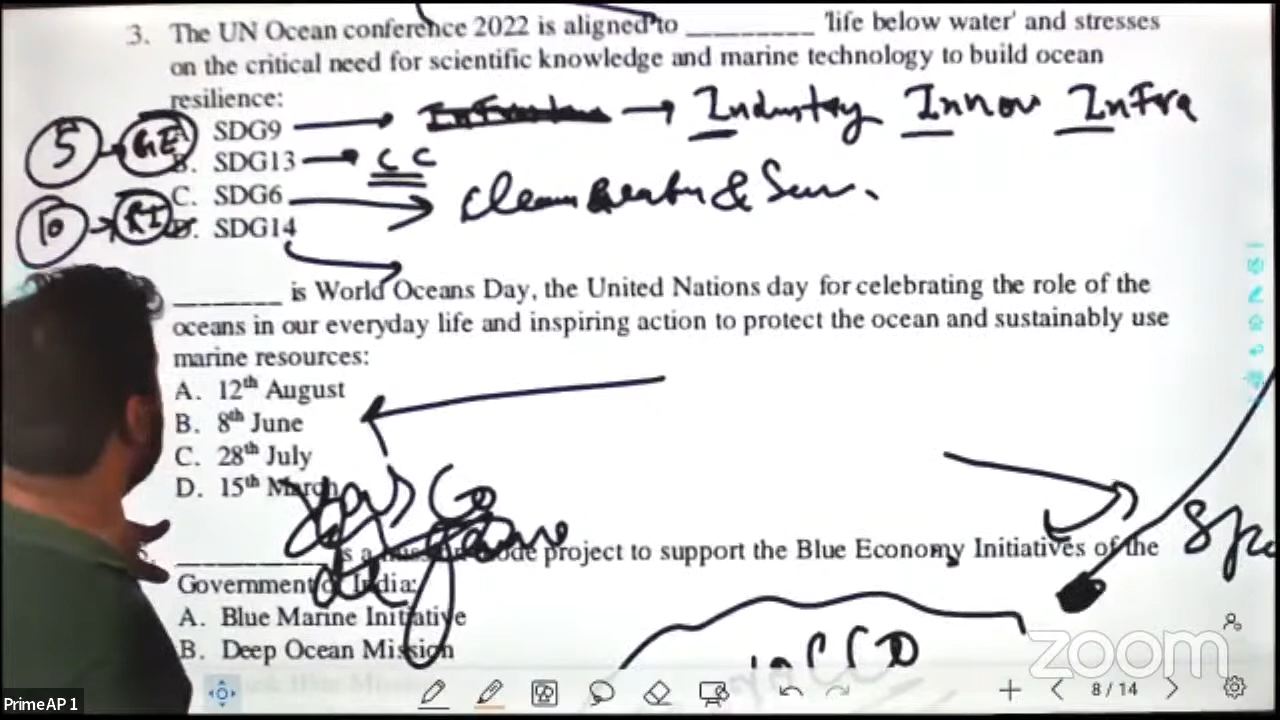 3. The UN Ocean conference 2022 is aligned to _________ 'life below water' and stresses
on the critical need for scientific knowledge and marine technology to build ocean
resilience:
5 GE SDG9 Industry Innov Infra
B. SDG13 C C
C. SDG6 Clean &
10 RI D. SDG14
________ is World Oceans Day, the United Nations day for celebrating the role of the
oceans in our everyday life and inspiring action to protect the ocean and sustainably use
marine resources:
A. 12th August
B. 8th June
C. 28th July
D. 15th March
project to support the Blue Economy Initiatives of the
Government of India:
A. Blue Marine Initiative
B. Deep Ocean Mission
zoom
8 / 14
PrimeAP 1